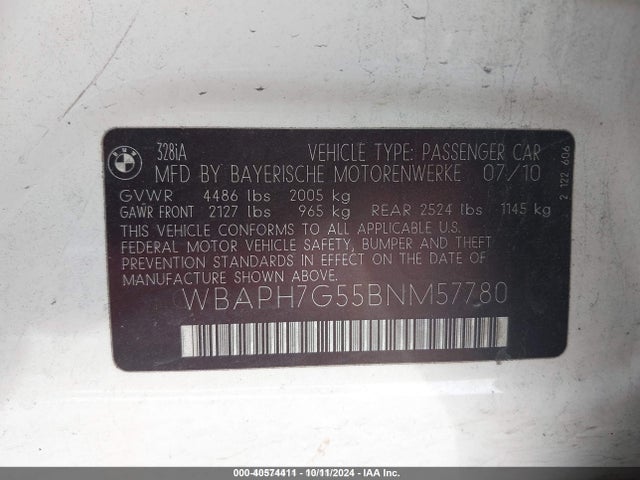 BMW
328iA VEHICLE TYPE: PASSENGER CAR
MFD BY BAYERISCHE MOTORENWERKE 07/10
GVWR 4486 lbs 2005 kg
GAWR FRONT 2127 lbs 965 kg REAR 2524 lbs 1145 kg
THIS VEHICLE CONFORMS TO ALL APPLICABLE U.S.
FEDERAL MOTOR VEHICLE SAFETY, BUMPER AND THEFT
PREVENTION STANDARDS IN EFFECT ON THE DATE OF
MANUFACTURE SHOWN ABOVE.
WBAPH7G55BNM57780
2 122 606
000-40574411 - 10/11/2024 - IAA Inc.